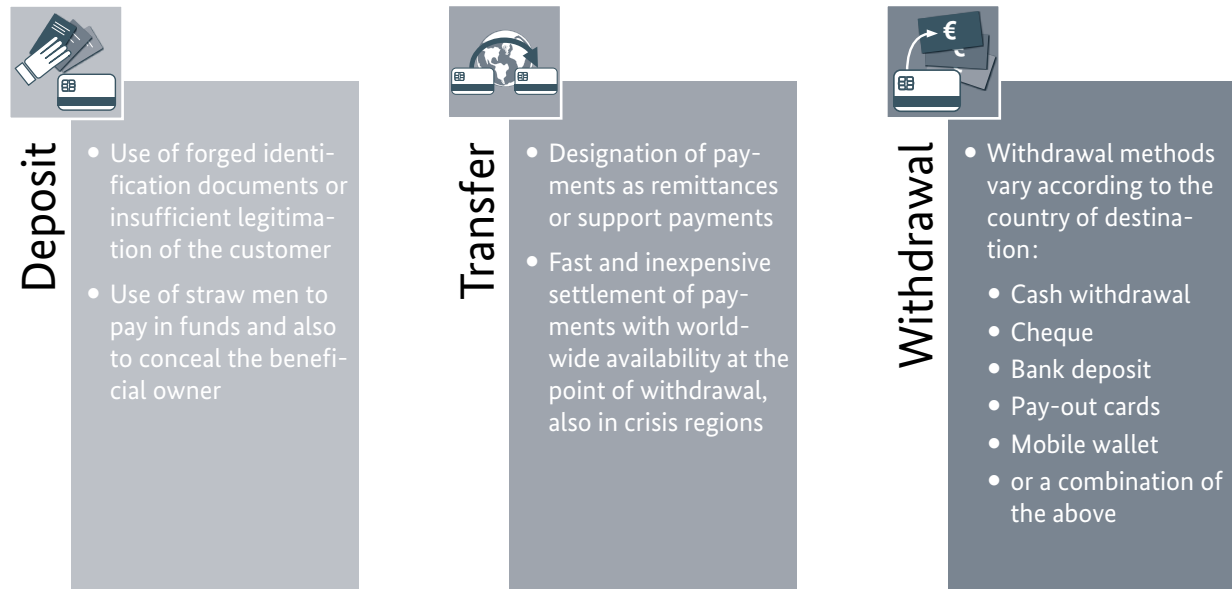 Deposit
• Use of forged identi-
fication documents or
insufficient legitima-
tion of the customer
• Use of straw men to
pay in funds and also
to conceal the benefi-
cial owner
Transfer
• Designation of pay-
ments as remittances
or support payments
• Fast and inexpensive
settlement of pay-
ments with world-
wide availability at the
point of withdrawal,
also in crisis regions
€
€
€
Withdrawal
• Withdrawal methods
vary according to the
country of destina-
tion:
• Cash withdrawal
• Cheque
• Bank deposit
• Pay-out cards
• Mobile wallet
• or a combination of
the above